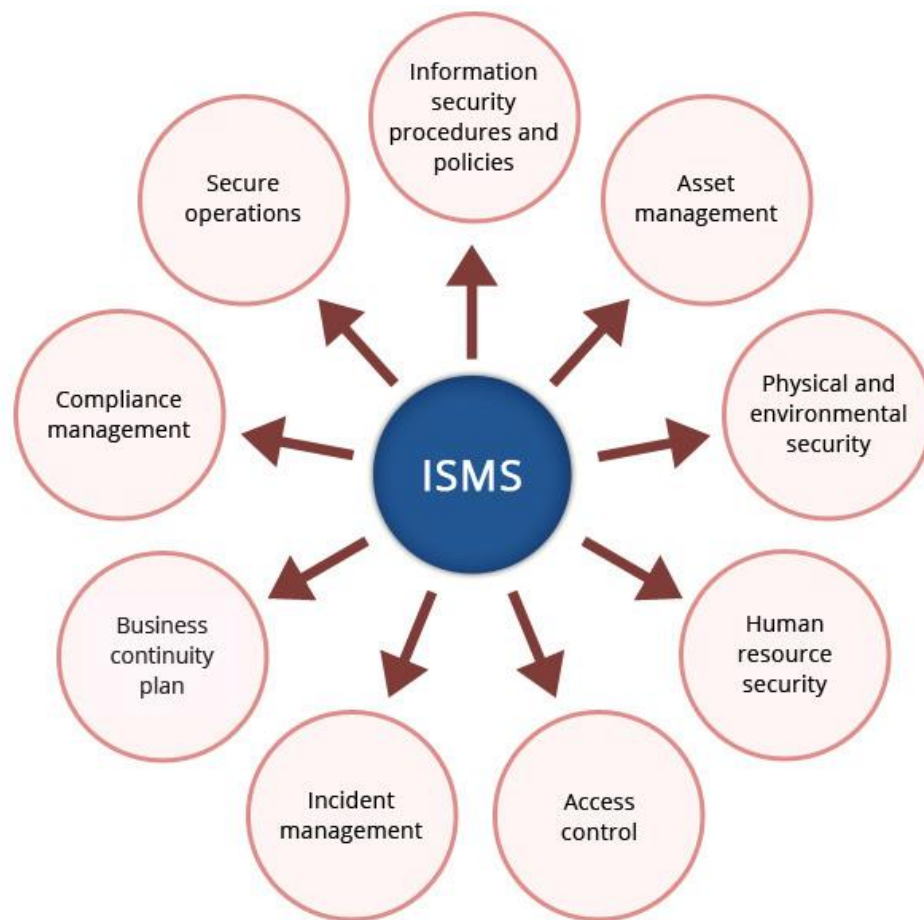 Information
security
procedures and
policies
Asset
management
Physical and
environmental
security
Human
resource
security
Access
control
Incident
management
Business
continuity
plan
Compliance
management
Secure
operations
ISMS